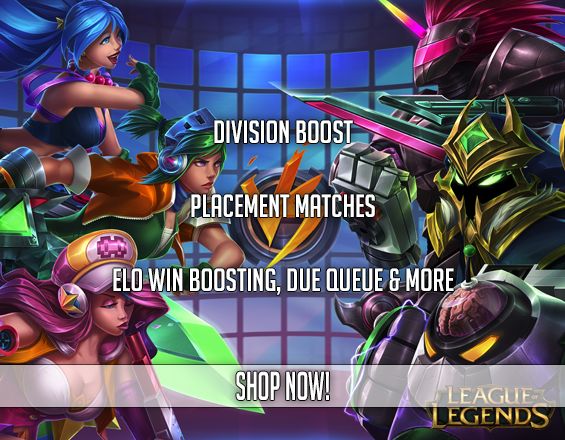 DIVISION BOOST
PLACEMENT MATCHES
ELO WIN BOOSTING, DUE QUEUE & MORE
SHOP NOW!
LEAGUE OF
LEGENDS